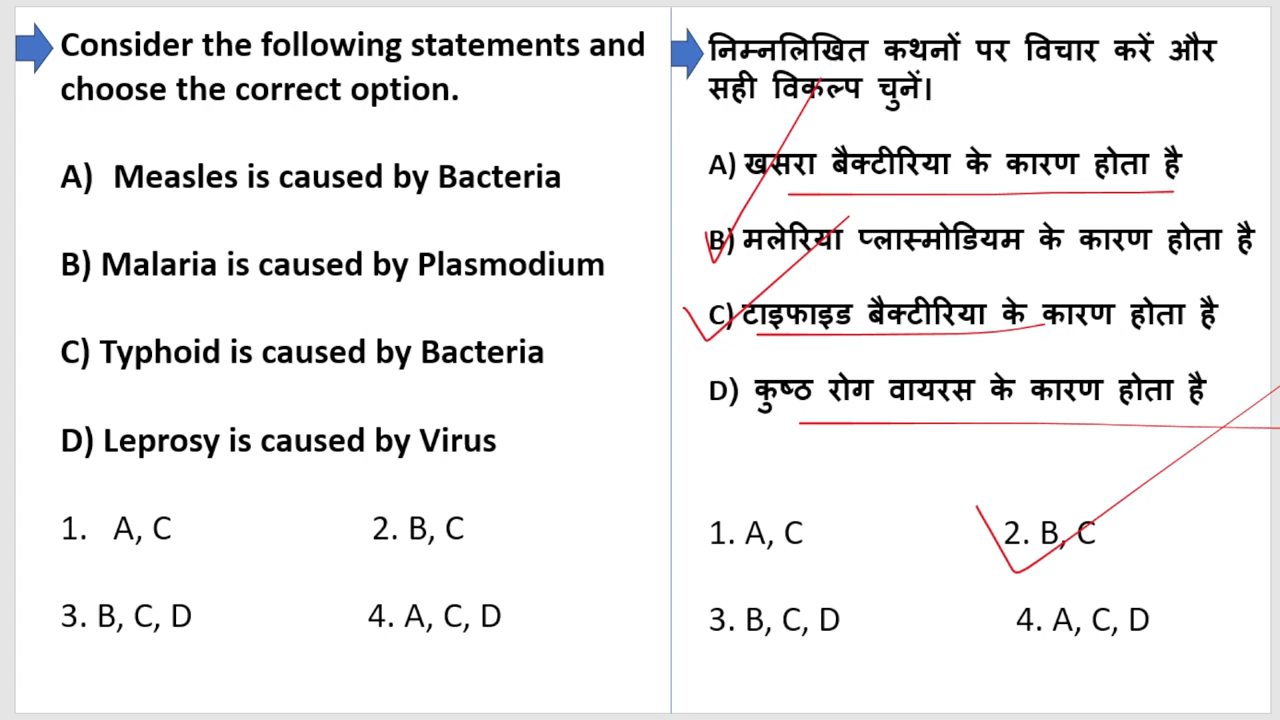 Consider the following statements and
choose the correct option.
A) Measles is caused by Bacteria
B) Malaria is caused by Plasmodium
C) Typhoid is caused by Bacteria
D) Leprosy is caused by Virus
1. A, C 2. B, C
3. B, C, D 4. A, C, D
निम्नलिखित कथनों पर विचार करें और
सही विकल्प चुनें।
A) खसरा बैक्टीरिया के कारण होता है
B) मलेरिया प्लास्मोडियम के कारण होता है
C) टाइफाइड बैक्टीरिया के कारण होता है
D) कुष्ठ रोग वायरस के कारण होता है
1. A, C 2. B, C
3. B, C, D 4. A, C, D